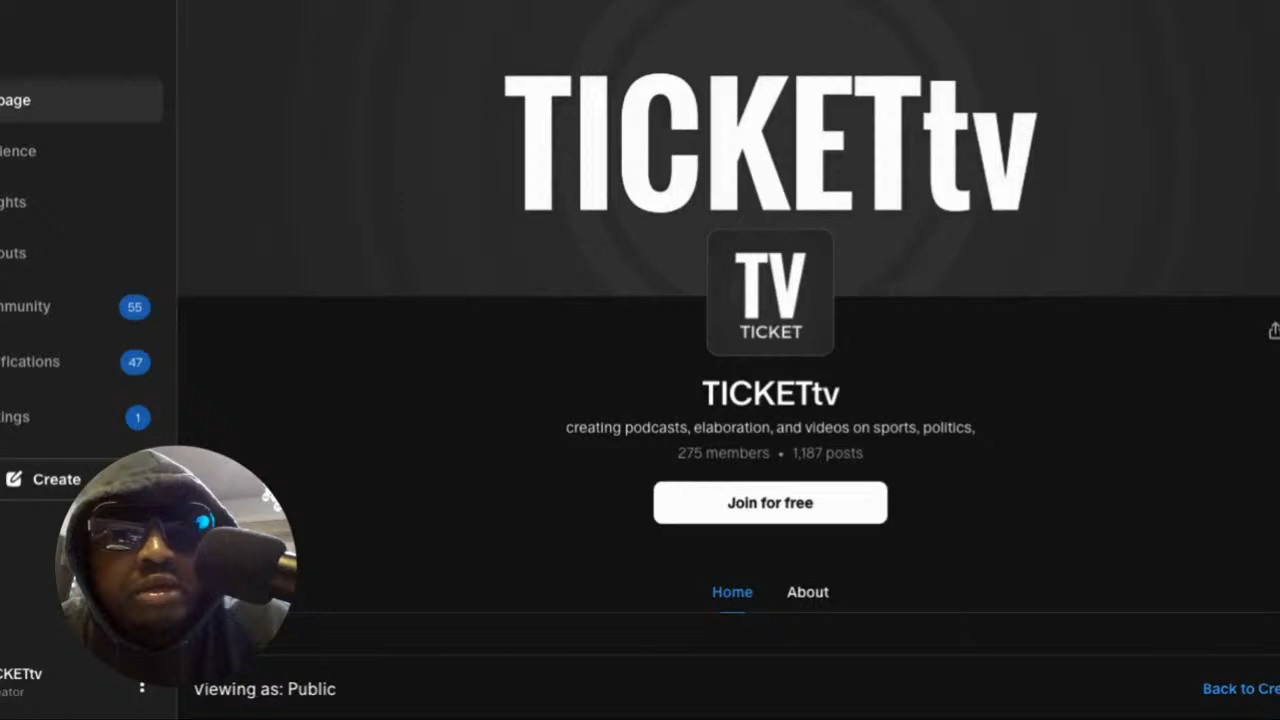 TICKETtv
page
ience
ghts
outs
mmunity 55
fications 47
ings 1
Create
TV
TICKET
TICKETtv
creating podcasts, elaboration, and videos on sports, politics,
275 members • 1,187 posts
Join for free
Home About
CKETtv
eator
Viewing as: Public
Back to Cre